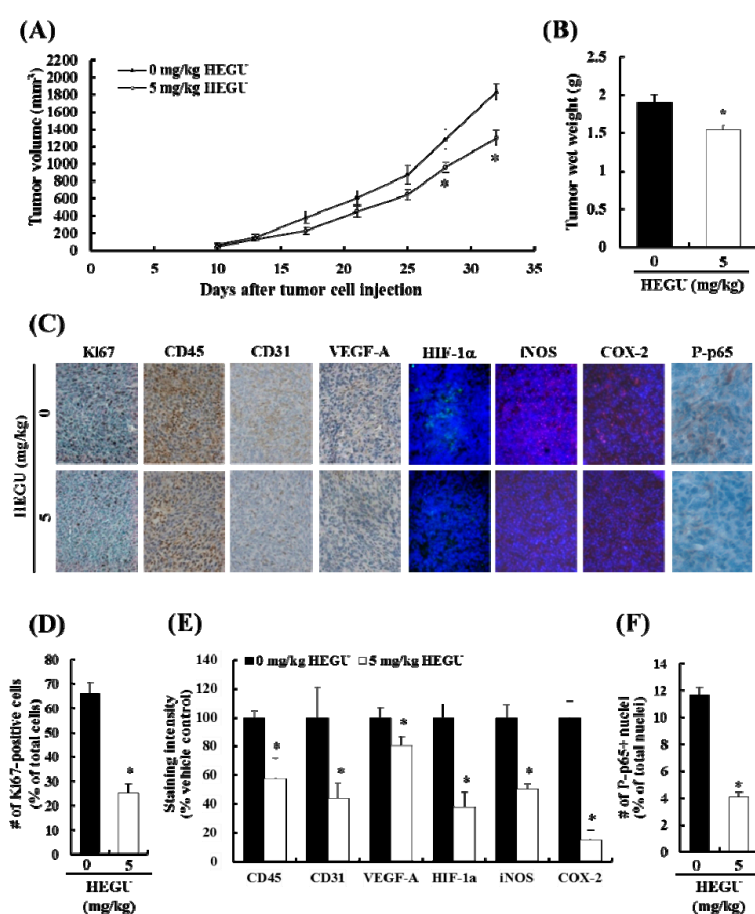 (A)
2200
2000
1800
1600
1400
1200
1000
800
600
400
200
0
Tumor volume (mm³)
0 mg/kg HEGU
5 mg/kg HEGU
*
*
0 5 10 15 20 25 30 35
Days after tumor cell injection
(B)
2.5
2
1.5
1
0.5
0
Tumor wet weight (g)
*
0 5
HEGU (mg/kg)
(C)
Ki67 CD45 CD31 VEGF-A HIF-1α iNOS COX-2 P-p65
HEGU (mg/kg)
0
5
(D)
80
70
60
50
40
30
20
10
0
# of Ki67-positive cells
(% of total cells)
*
0 5
HEGU
(mg/kg)
(E)
0 mg/kg HEGU 5 mg/kg HEGU
140
120
100
80
60
40
20
0
Staining intensity
(% vehicle control)
* * * * * *
CD45 CD31 VEGF-A HIF-1a iNOS COX-2
(F)
14
12
10
8
6
4
2
0
# of P-p65+ nuclei
(% of total nuclei)
*
0 5
HEGU
(mg/kg)